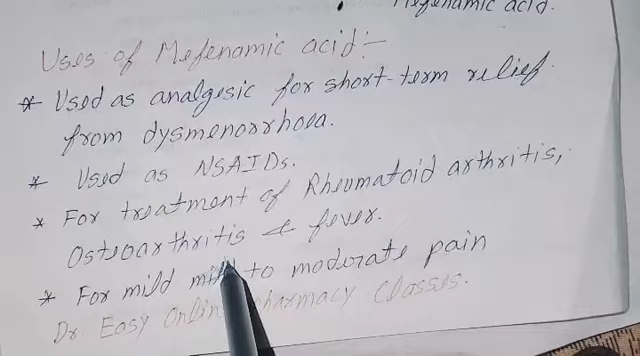 Mefenamic acid.
Uses of Mefenamic acid:-
* Used as analgesic for short-term relief
from dysmenorrhoea.
* Used as NSAIDs.
* For treatment of Rheumatoid arthritis,
Osteoarthritis & fever.
* For mild to moderate pain
Dr. Easy Online Pharmacy Classes.